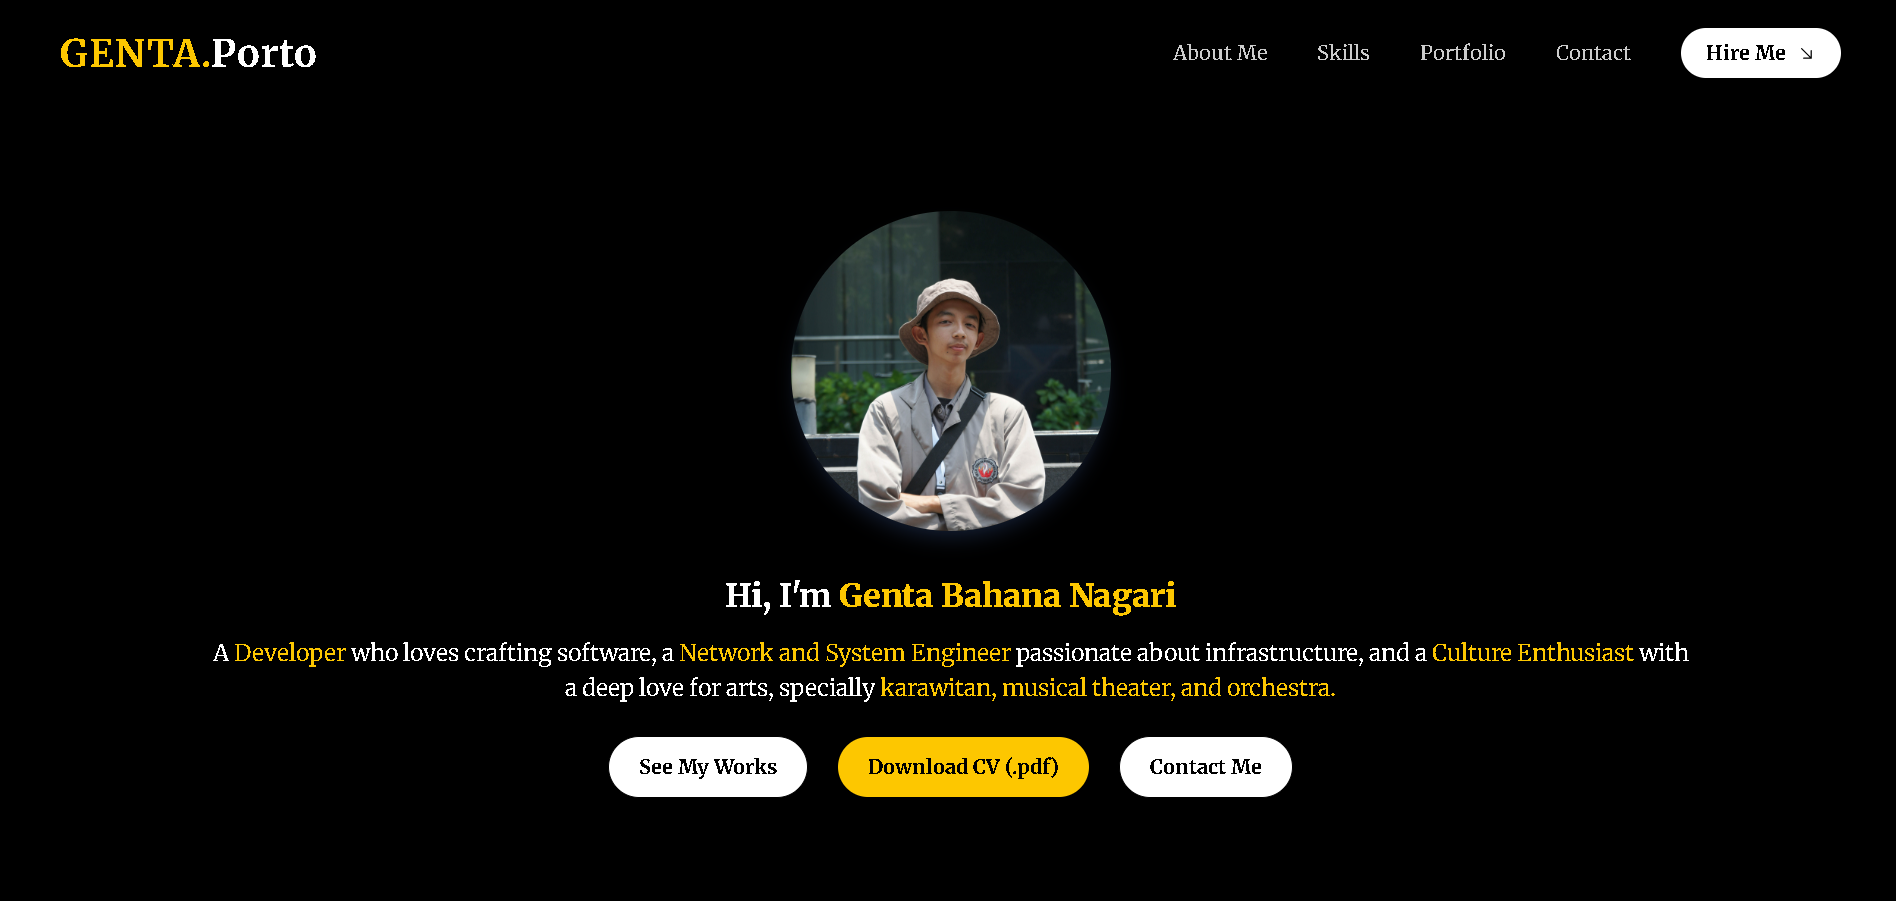 GENTA.Porto
About Me
Skills
Portfolio
Contact
Hire Me
Hi, I'm Genta Bahana Nagari
A Developer who loves crafting software, a Network and System Engineer passionate about infrastructure, and a Culture Enthusiast with
a deep love for arts, specially karawitan, musical theater, and orchestra.
See My Works
Download CV (.pdf)
Contact Me